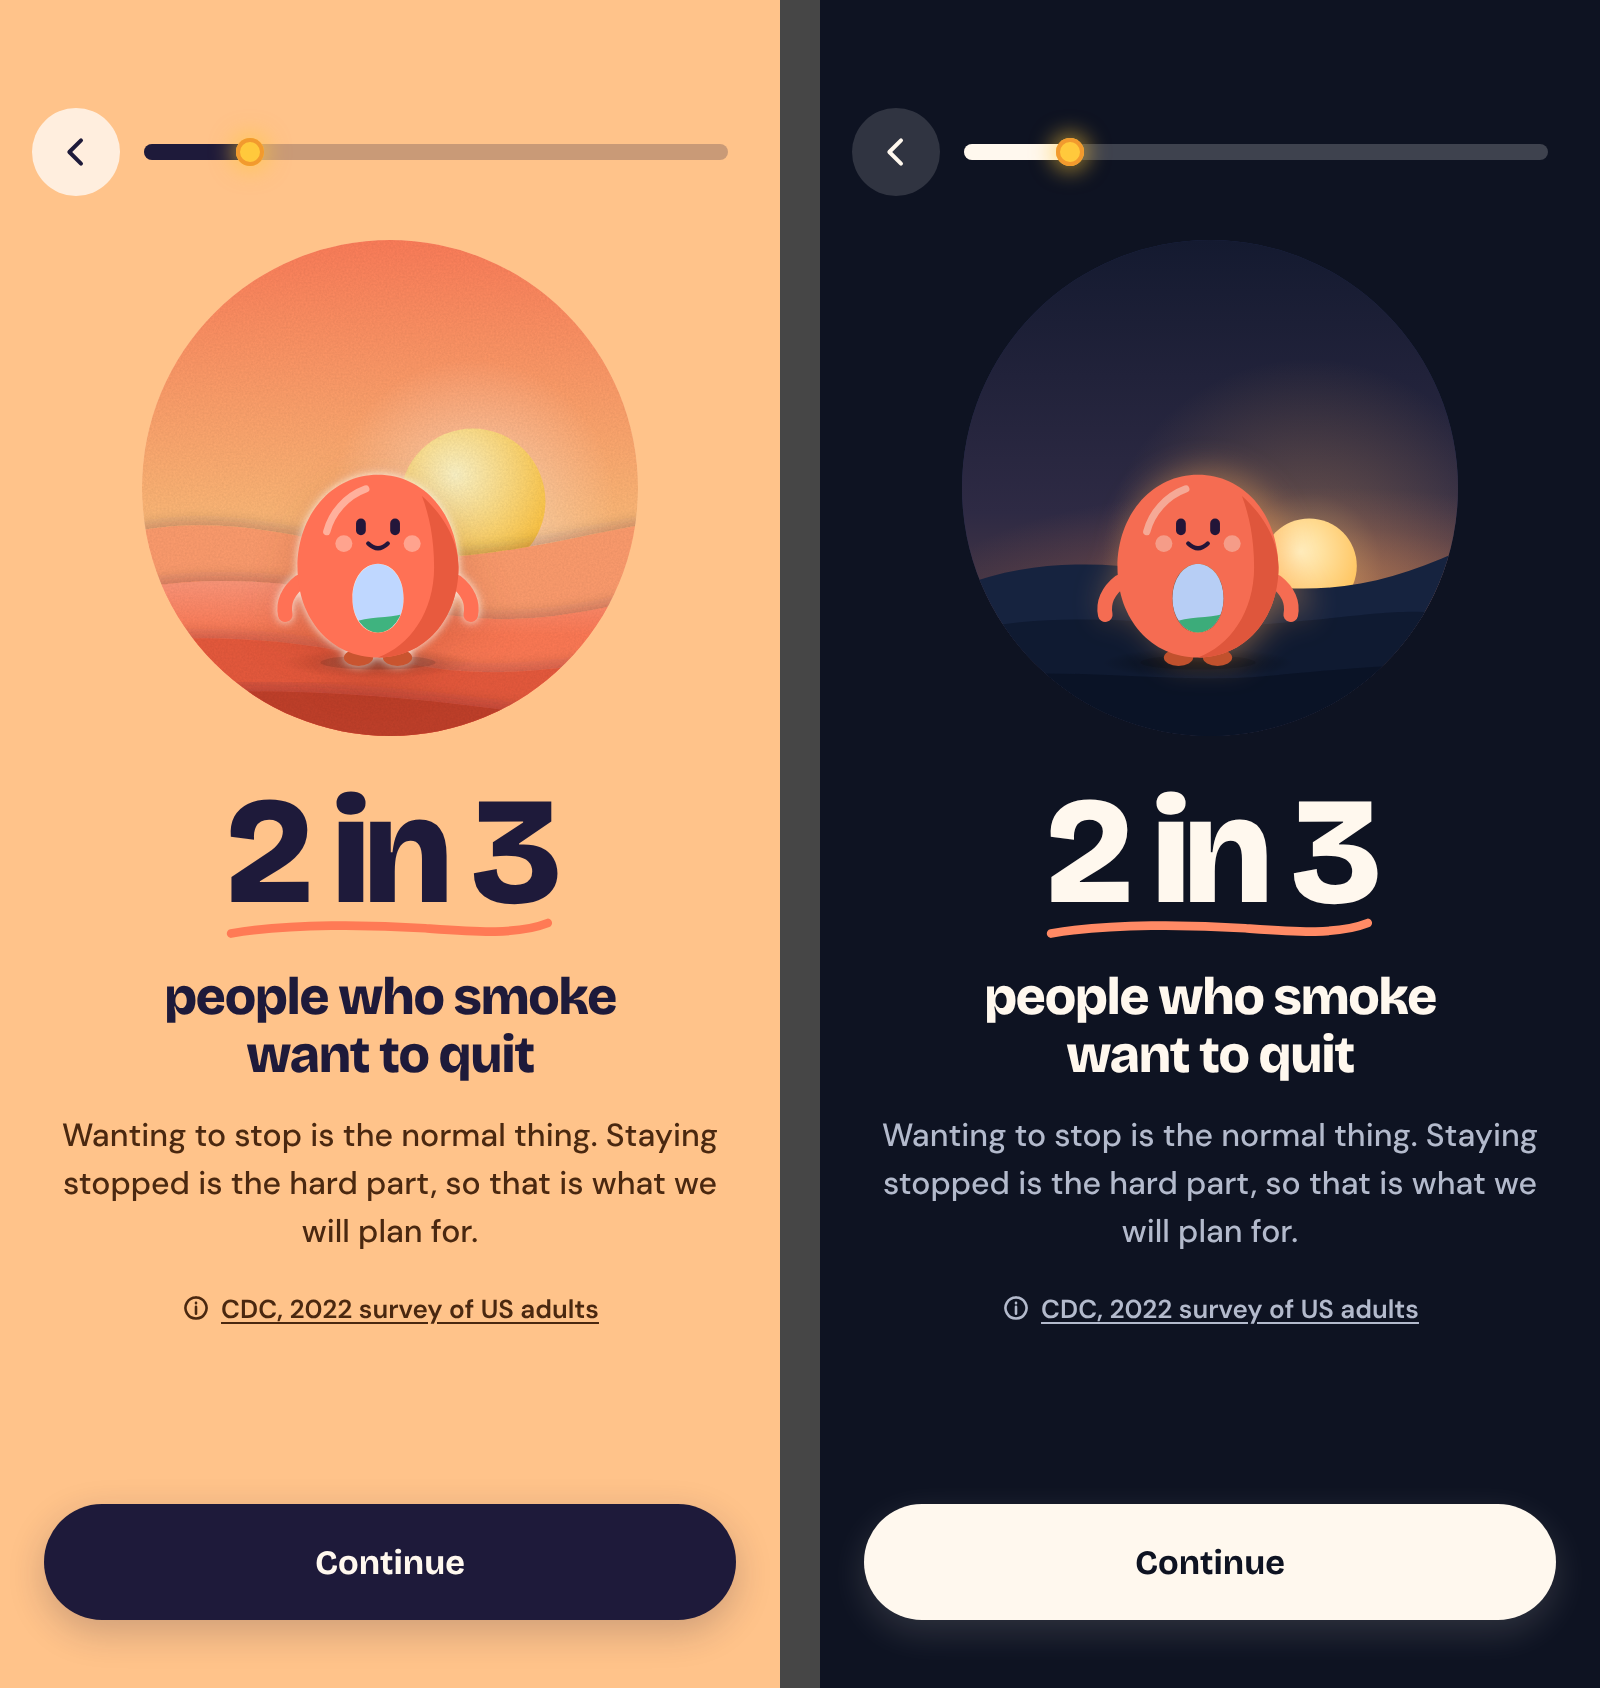 2 in 3
people who smoke
want to quit
Wanting to stop is the normal thing. Staying
stopped is the hard part, so that is what we
will plan for.
CDC, 2022 survey of US adults
Continue
2 in 3
people who smoke
want to quit
Wanting to stop is the normal thing. Staying
stopped is the hard part, so that is what we
will plan for.
CDC, 2022 survey of US adults
Continue